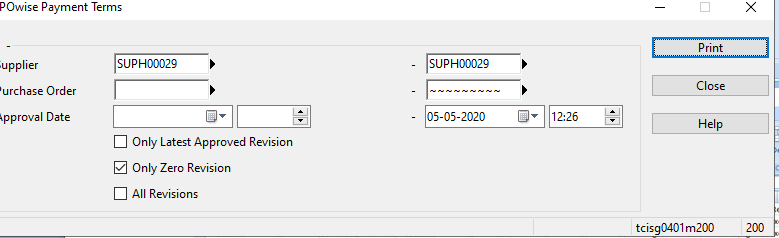 POwise Payment Terms
Supplier SUPH00029 - SUPH00029
Purchase Order - ~~~~~~~~~
Approval Date - 05-05-2020 12:26
Only Latest Approved Revision
Only Zero Revision
All Revisions
Print
Close
Help
tcisg0401m200 200